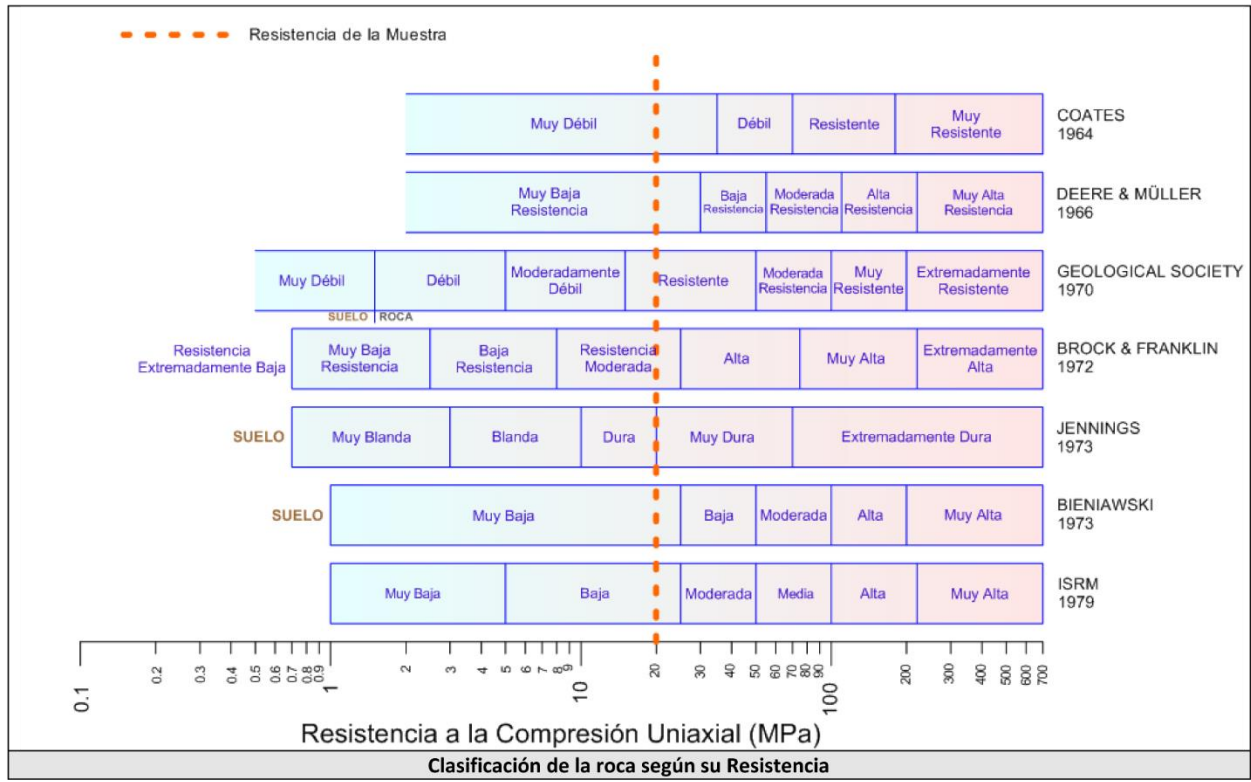 Resistencia de la Muestra
Muy Débil
Débil
Resistente
Muy
Resistente
COATES
1964
Muy Baja
Resistencia
Baja
Resistencia
Moderada
Resistencia
Alta
Resistencia
Muy Alta
Resistencia
DEERE & MÜLLER
1966
Muy Débil
Débil
Moderadamente
Débil
Resistente
Moderada
Resistencia
Muy
Resistente
Extremadamente
Resistente
GEOLOGICAL SOCIETY
1970
SUELO
ROCA
Resistencia
Extremadamente Baja
Muy Baja
Resistencia
Baja
Resistencia
Resistencia
Moderada
Alta
Muy Alta
Extremadamente
Alta
BROCK & FRANKLIN
1972
SUELO
Muy Blanda
Blanda
Dura
Muy Dura
Extremadamente Dura
JENNINGS
1973
SUELO
Muy Baja
Baja
Moderada
Alta
Muy Alta
BIENIAWSKI
1973
Muy Baja
Baja
Moderada
Media
Alta
Muy Alta
ISRM
1979
0.1
0.2
0.3
0.4
0.5
0.6
0.7
0.8
0.9
1
2
3
4
5
6
7
8
9
10
20
30
40
50
60
70
80
90
100
200
300
400
500
600
700
Resistencia a la Compresión Uniaxial (MPa)
Clasificación de la roca según su Resistencia